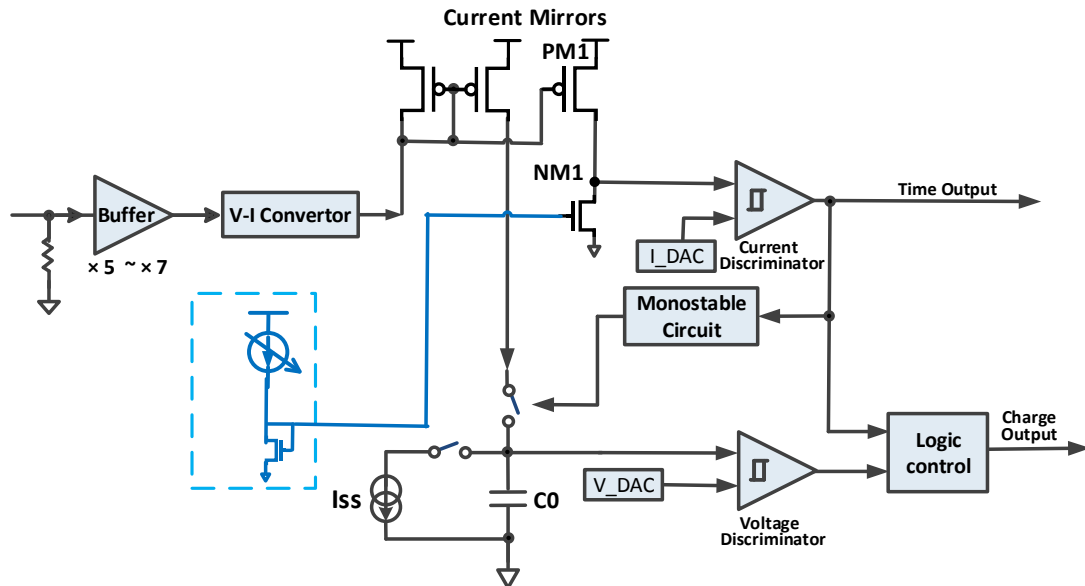 Current Mirrors
PM1
NM1
Buffer
× 5 ~ × 7
V-I Convertor
Time Output
I_DAC
Current
Discriminator
Monostable
Circuit
Charge
Output
Logic
control
Iss
C0
V_DAC
Voltage
Discriminator